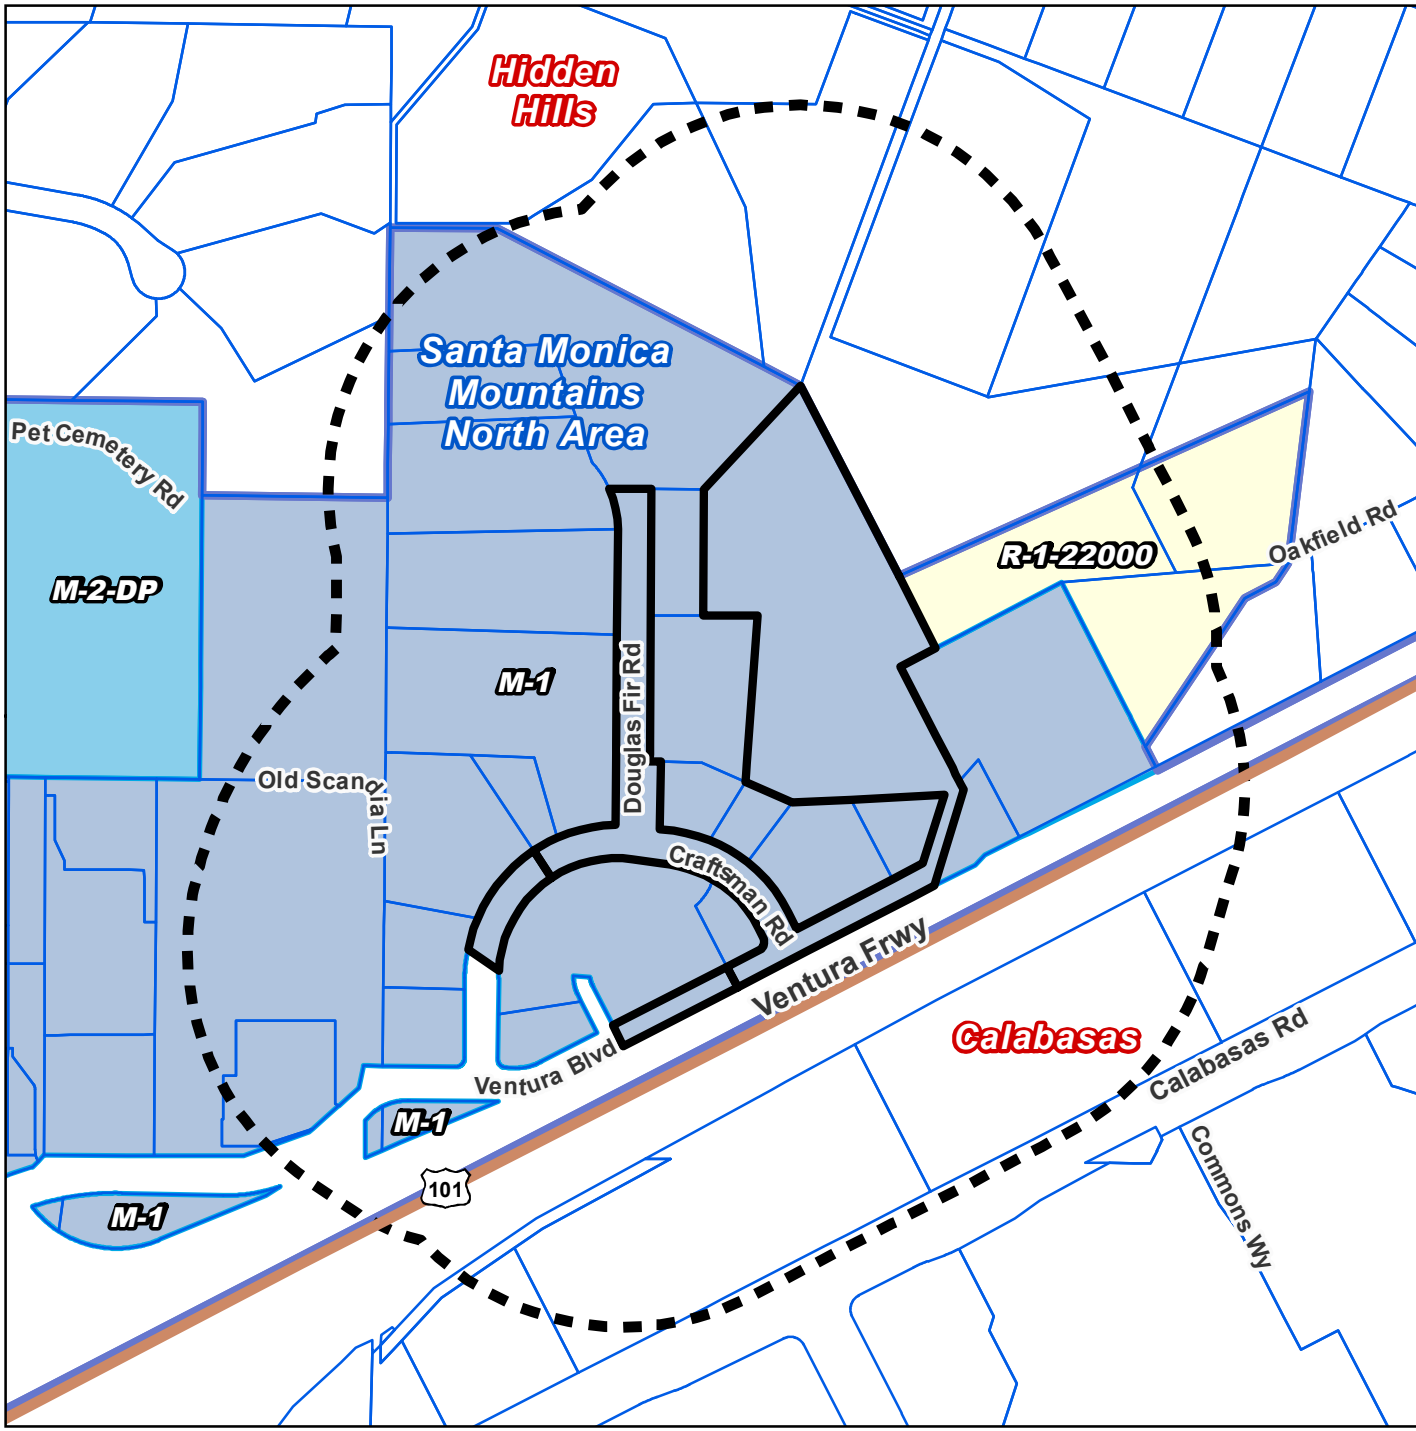 Hidden
Hills
Santa Monica
Mountains
North Area
Pet Cemetery Rd
M-2-DP
R-1-22000
Oakfield Rd
M-1
Douglas Fir Rd
Old Scandia Ln
Craftsman Rd
Ventura Frwy
Ventura Blvd
Calabasas
Calabasas Rd
M-1
Commons Wy
101
M-1